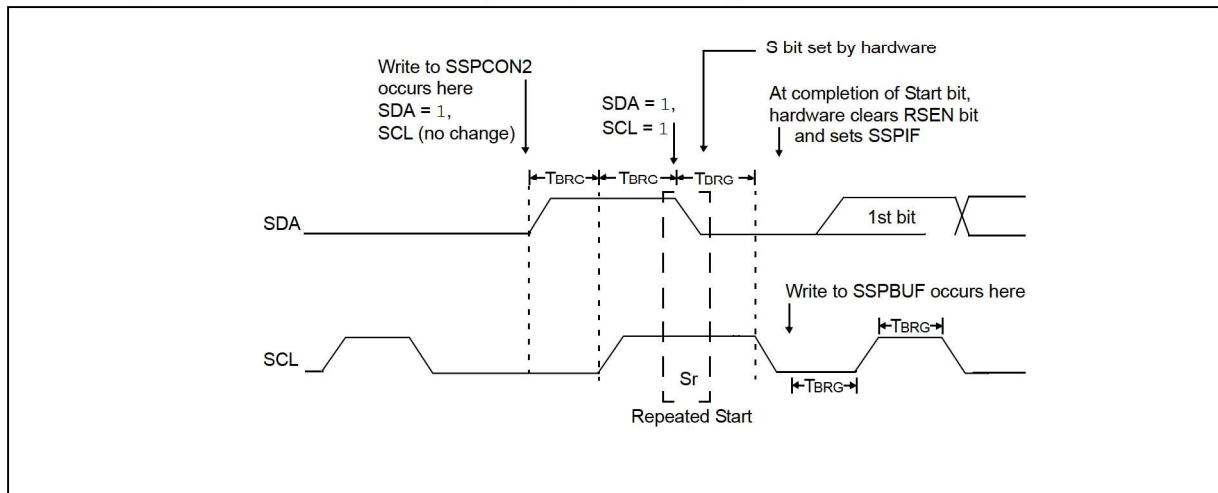 S bit set by hardware
Write to SSPCON2
occurs here
SDA = 1,
SCL (no change)
SDA = 1,
SCL = 1
At completion of Start bit,
hardware clears RSEN bit
and sets SSPIF
TBRG TBRG TBRG
SDA
1st bit
Write to SSPBUF occurs here
TBRG
SCL
Sr
TBRG
Repeated Start